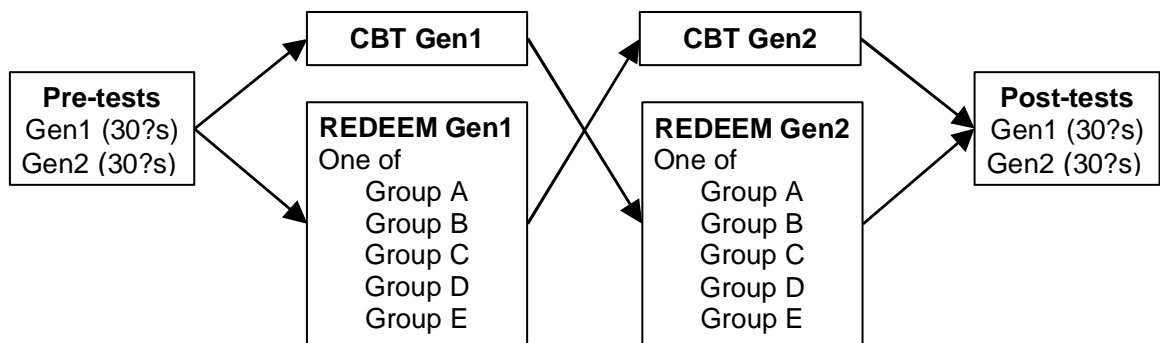 CBT Gen1
CBT Gen2
Pre-tests
Gen1 (30?s)
Gen2 (30?s)
REDEEM Gen1
One of
Group A
Group B
Group C
Group D
Group E
REDEEM Gen2
One of
Group A
Group B
Group C
Group D
Group E
Post-tests
Gen1 (30?s)
Gen2 (30?s)